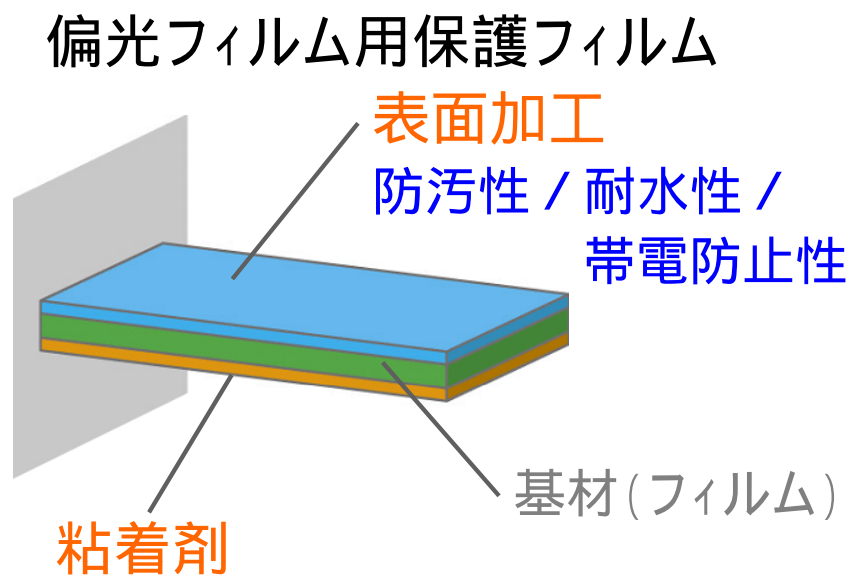 偏光フィルム用保護フィルム
表面加工
防汚性 / 耐水性 /
帯電防止性
基材(フィルム)
粘着剤